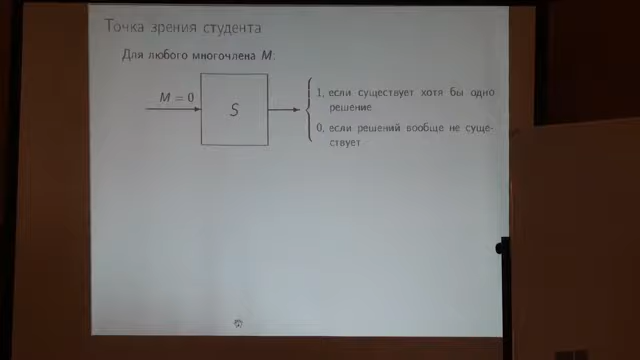 Точка зрения студента
Для любого многочлена M:
M = 0
S
1, если существует хотя бы одно
решение
0, если решений вообще не суще-
ствует